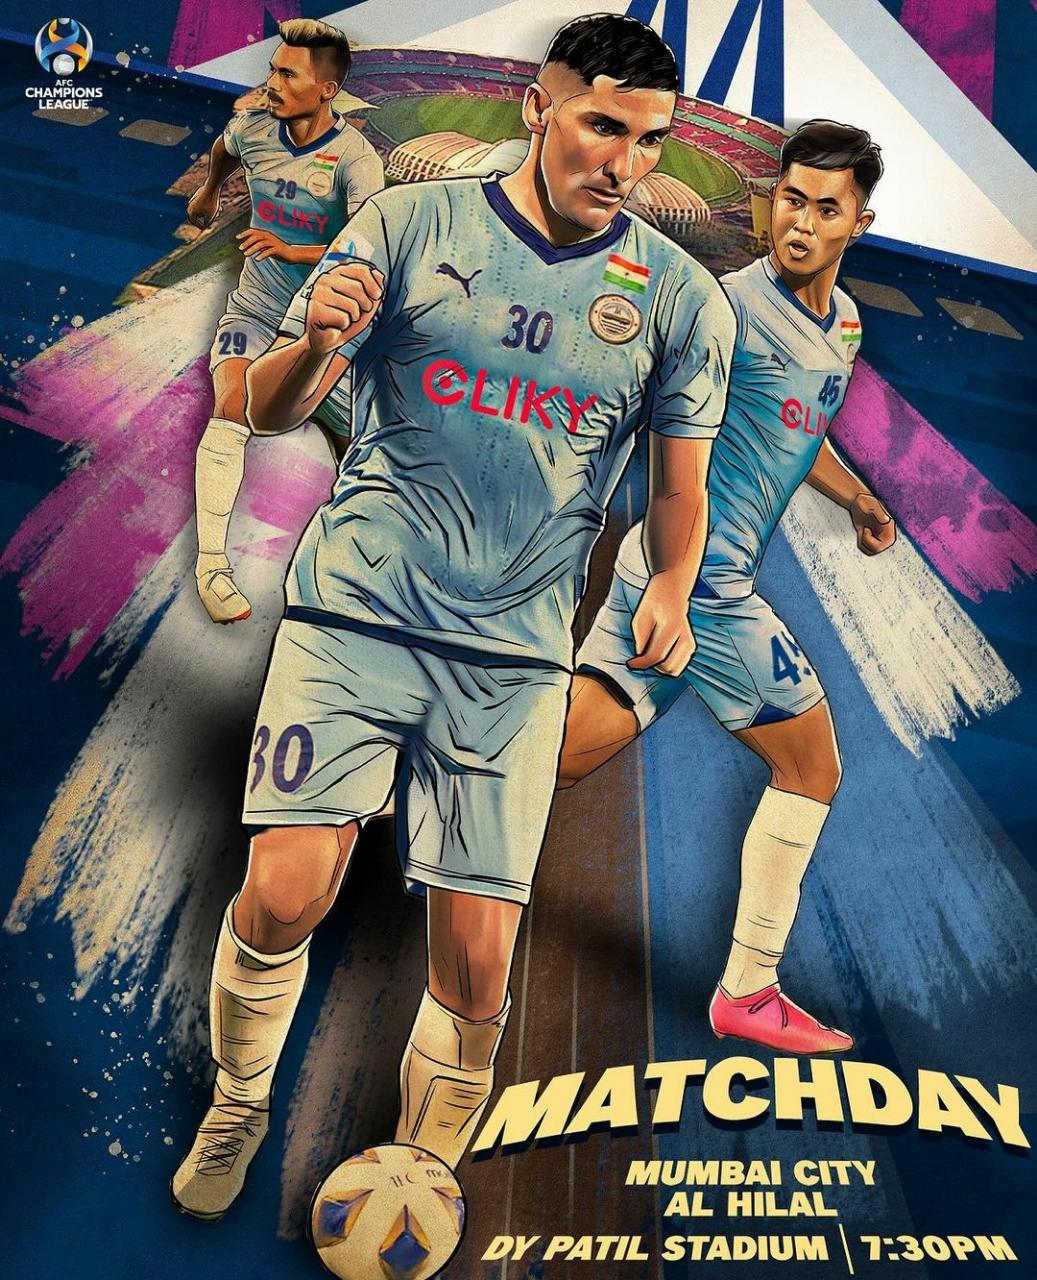 AFC
CHAMPIONS
LEAGUE
29
CLIKY
29
30
CLIKY
30
45
CLI
45
MATCHDAY
MUMBAI CITY
AL HILAL
DY PATIL STADIUM | 7:30PM